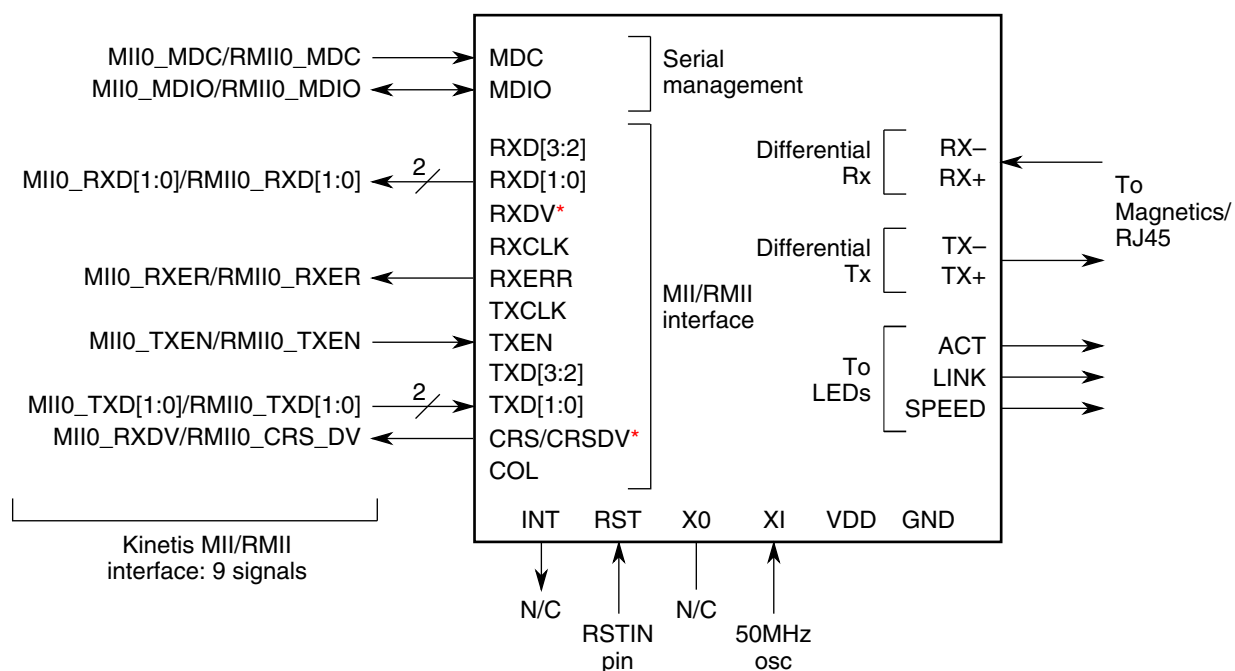 MII0_MDC/RMII0_MDC
MII0_MDIO/RMII0_MDIO
MII0_RXD[1:0]/RMII0_RXD[1:0]
2
MII0_RXER/RMII0_RXER
MII0_TXEN/RMII0_TXEN
MII0_TXD[1:0]/RMII0_TXD[1:0]
2
MII0_RXDV/RMII0_CRS_DV
Kinetis MII/RMII
interface: 9 signals
MDC
MDIO
Serial
management
RXD[3:2]
RXD[1:0]
RXDV*
RXCLK
RXERR
TXCLK
TXEN
TXD[3:2]
TXD[1:0]
CRS/CRSDV*
COL
MII/RMII
interface
Differential
Rx
RX–
RX+
Differential
Tx
TX–
TX+
To
LEDs
ACT
LINK
SPEED
To
Magnetics/
RJ45
INT RST X0 XI VDD GND
N/C
RSTIN
pin
N/C
50MHz
osc